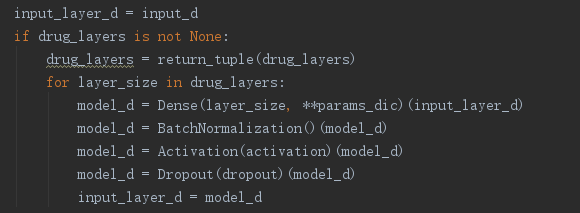 input_layer_d = input_d
if drug_layers is not None:
    drug_layers = return_tuple(drug_layers)
    for layer_size in drug_layers:
        model_d = Dense(layer_size, **params_dic)(input_layer_d)
        model_d = BatchNormalization()(model_d)
        model_d = Activation(activation)(model_d)
        model_d = Dropout(dropout)(model_d)
        input_layer_d = model_d